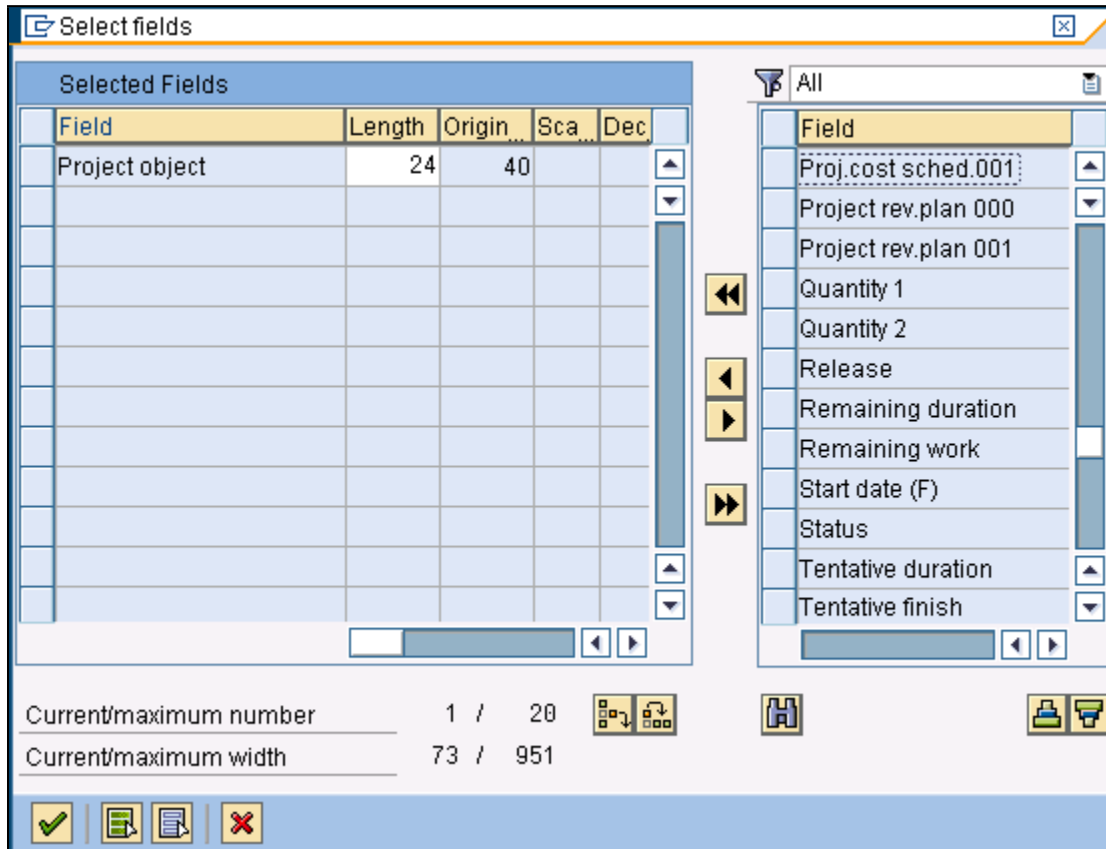 Select fields
Selected Fields
All
Field Length Origin... Sca... Dec.
Project object 24 40
Field
Proj.cost sched.001
Project rev.plan 000
Project rev.plan 001
Quantity 1
Quantity 2
Release
Remaining duration
Remaining work
Start date (F)
Status
Tentative duration
Tentative finish
Current/maximum number 1 / 20
Current/maximum width 73 / 951